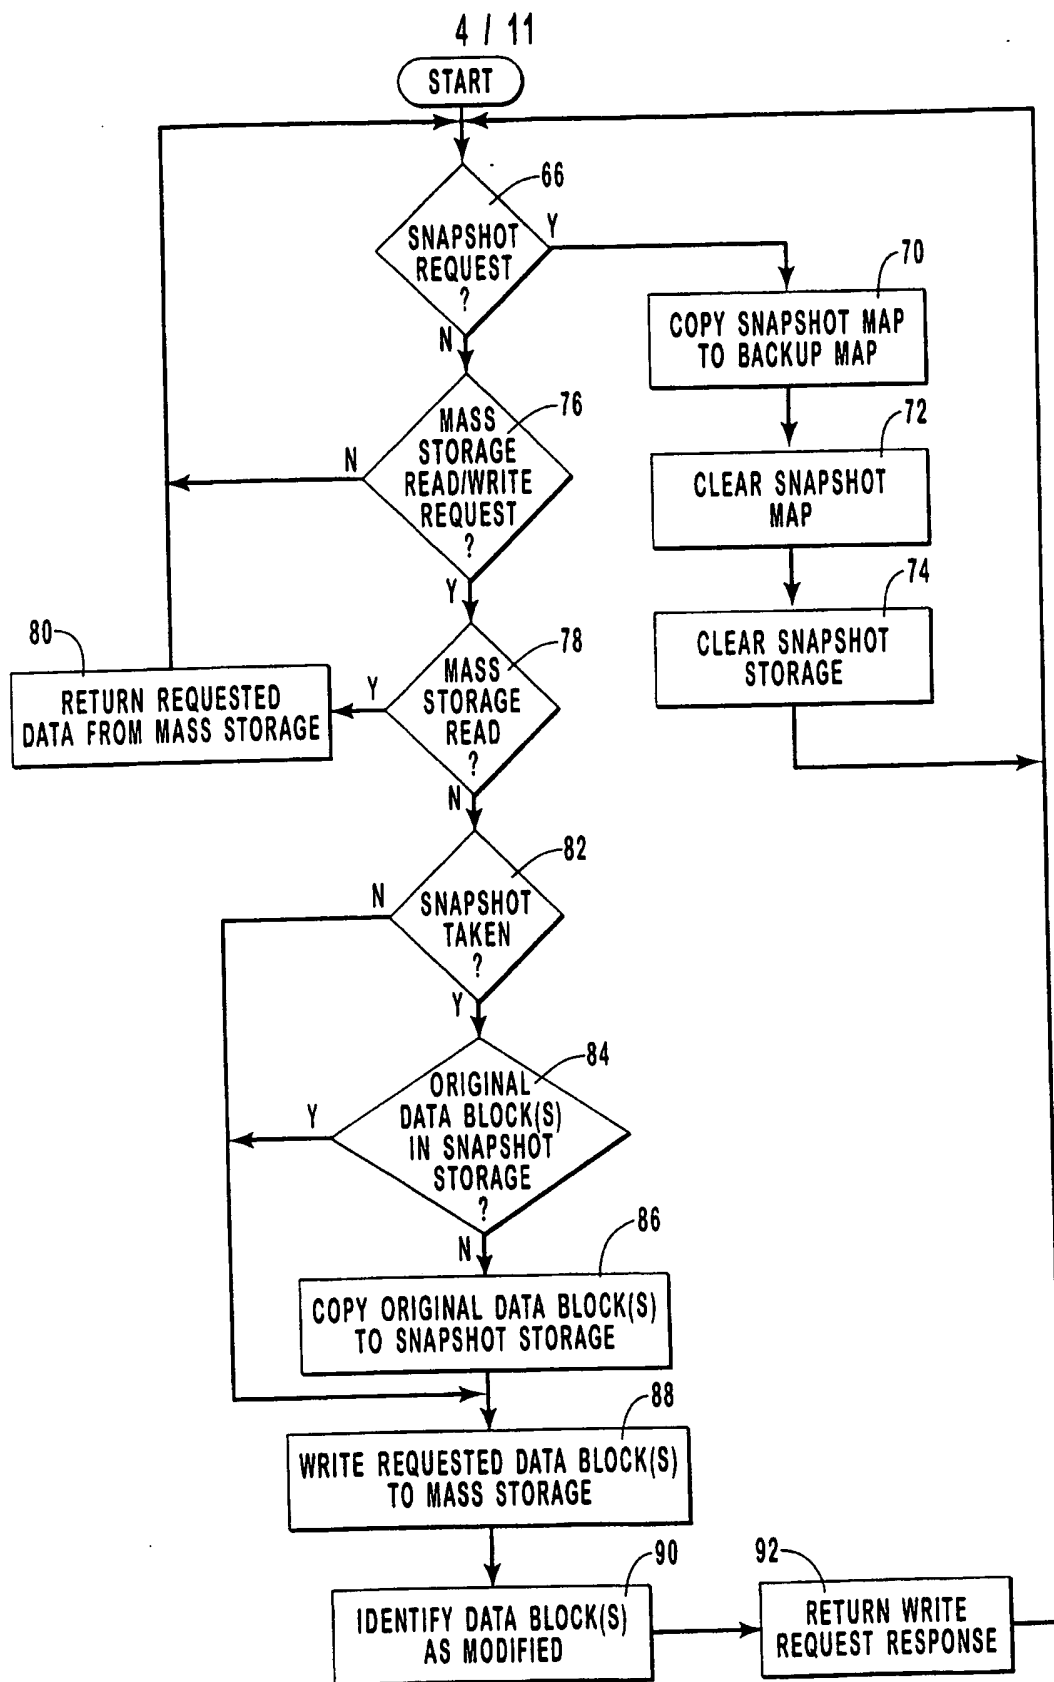 4 / 11
START
66
SNAPSHOT
REQUEST
?
Y
N
70
COPY SNAPSHOT MAP
TO BACKUP MAP
76
MASS
STORAGE
READ/WRITE
REQUEST
?
N
Y
72
CLEAR SNAPSHOT
MAP
74
CLEAR SNAPSHOT
STORAGE
78
MASS
STORAGE
READ
?
Y
N
80
RETURN REQUESTED
DATA FROM MASS STORAGE
82
SNAPSHOT
TAKEN
?
N
Y
84
ORIGINAL
DATA BLOCK(S)
IN SNAPSHOT
STORAGE
?
Y
N
86
COPY ORIGINAL DATA BLOCK(S)
TO SNAPSHOT STORAGE
88
WRITE REQUESTED DATA BLOCK(S)
TO MASS STORAGE
90
IDENTIFY DATA BLOCK(S)
AS MODIFIED
92
RETURN WRITE
REQUEST RESPONSE